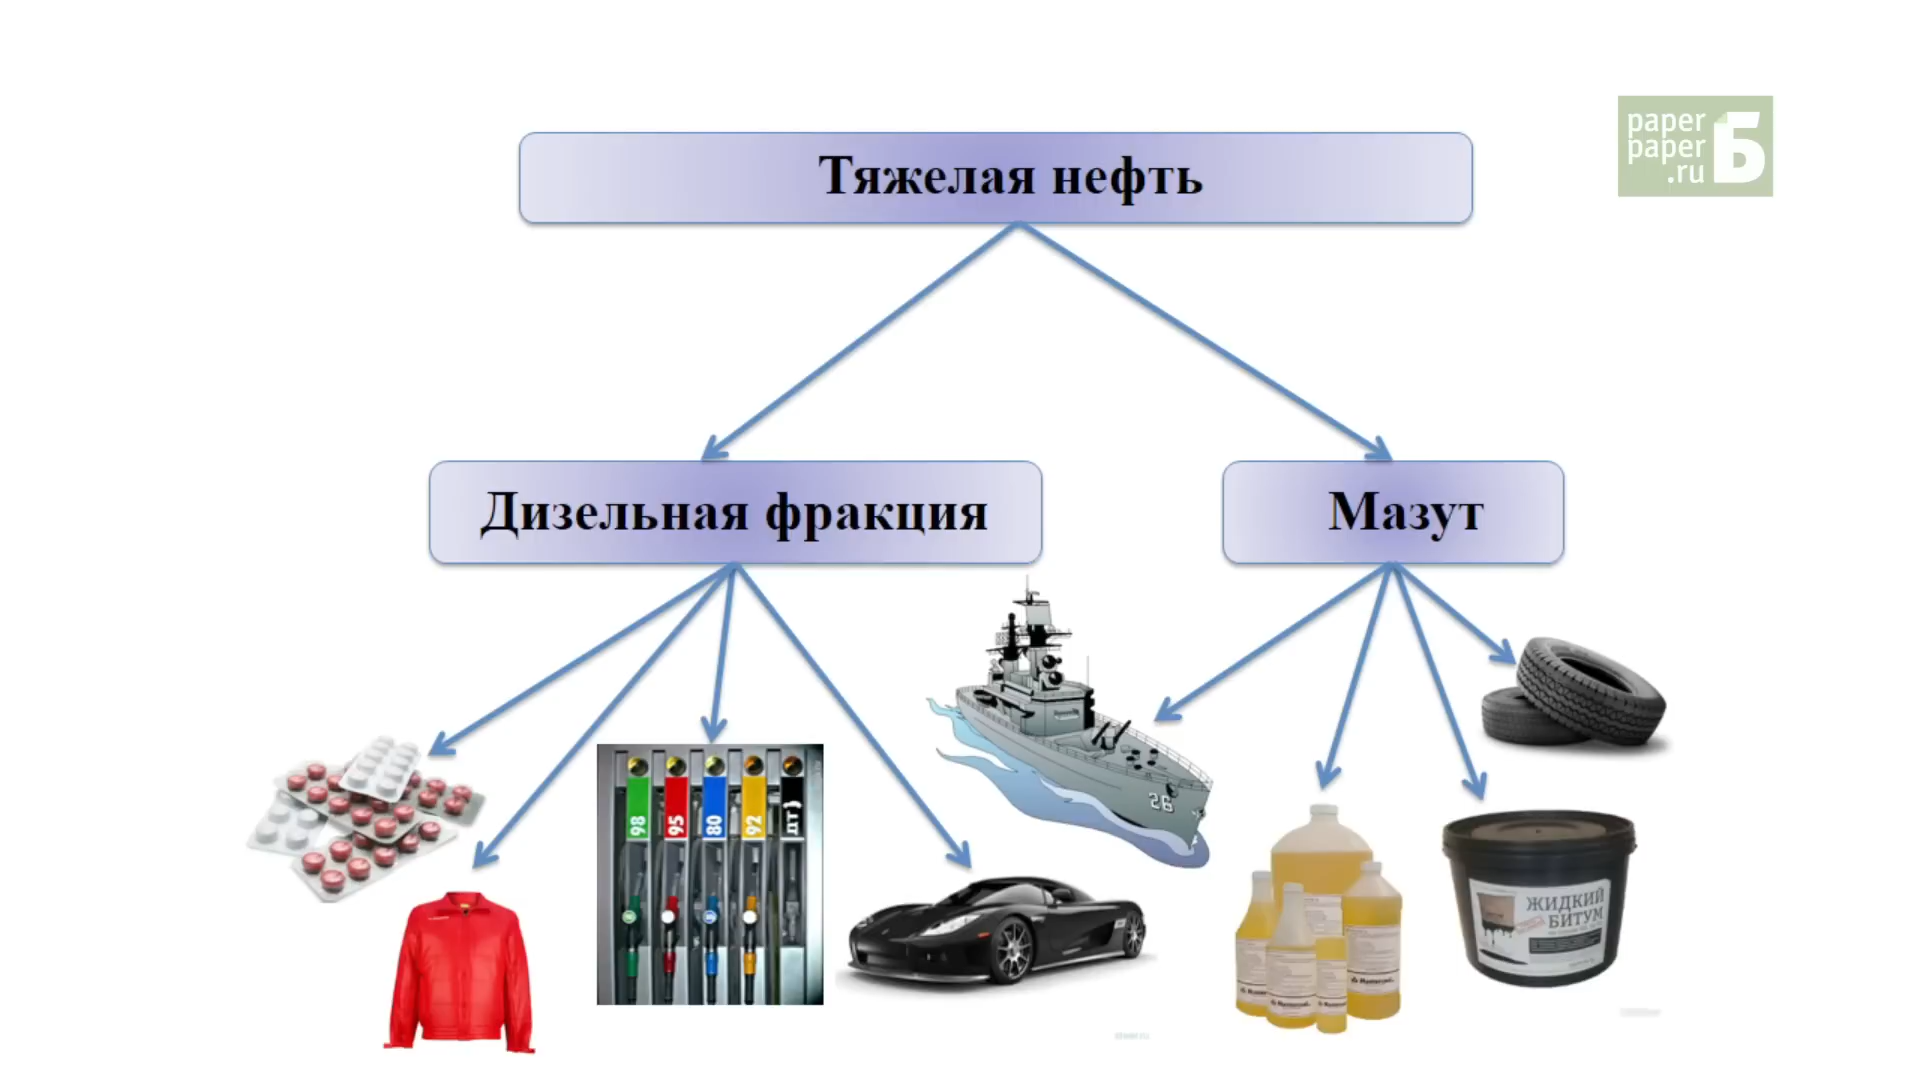 paper
paper
.ru
Б
Тяжелая нефть
Дизельная фракция
Мазут
98
95
80
92
ДТ
26
ЖИДКИЙ
БИТУМ